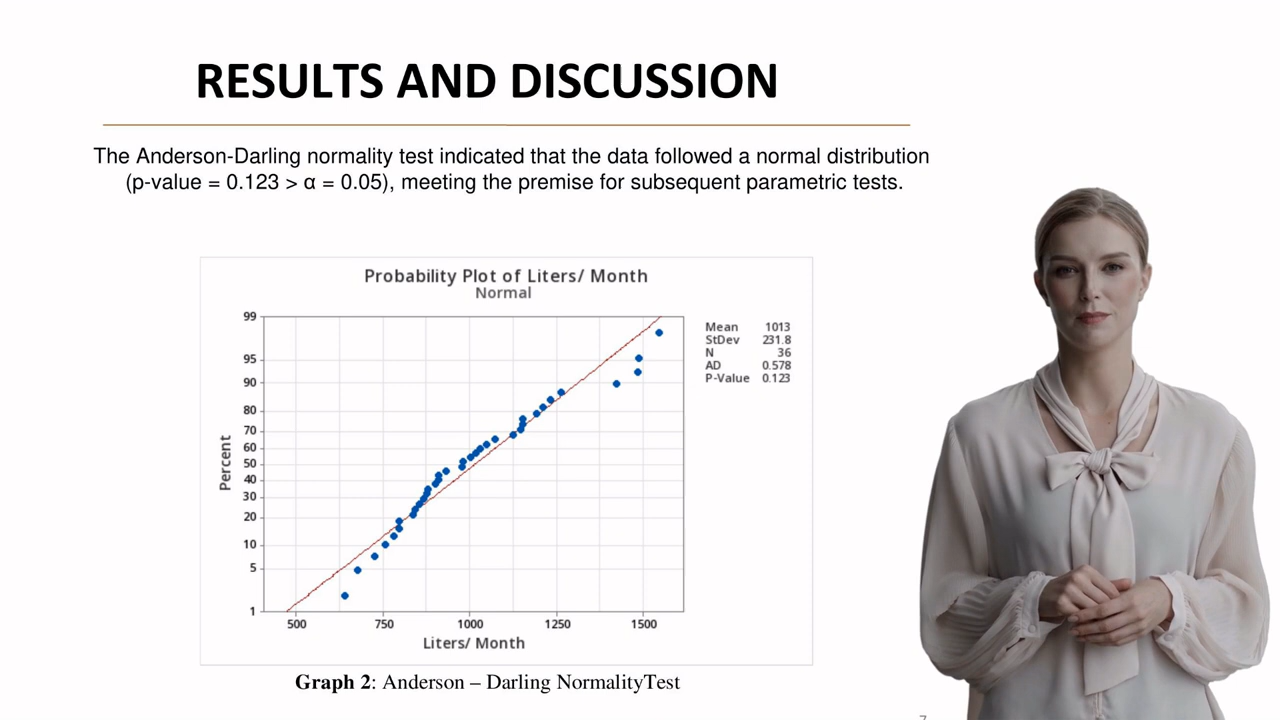 RESULTS AND DISCUSSION
The Anderson-Darling normality test indicated that the data followed a normal distribution
(p-value = 0.123 > α = 0.05), meeting the premise for subsequent parametric tests.
Probability Plot of Liters/ Month
Normal
99
95
90
80
70
60
50
40
30
20
10
5
1
Percent
500 750 1000 1250 1500
Liters/ Month
Mean 1013
StDev 231.8
N 36
AD 0.578
P-Value 0.123
Graph 2: Anderson – Darling NormalityTest